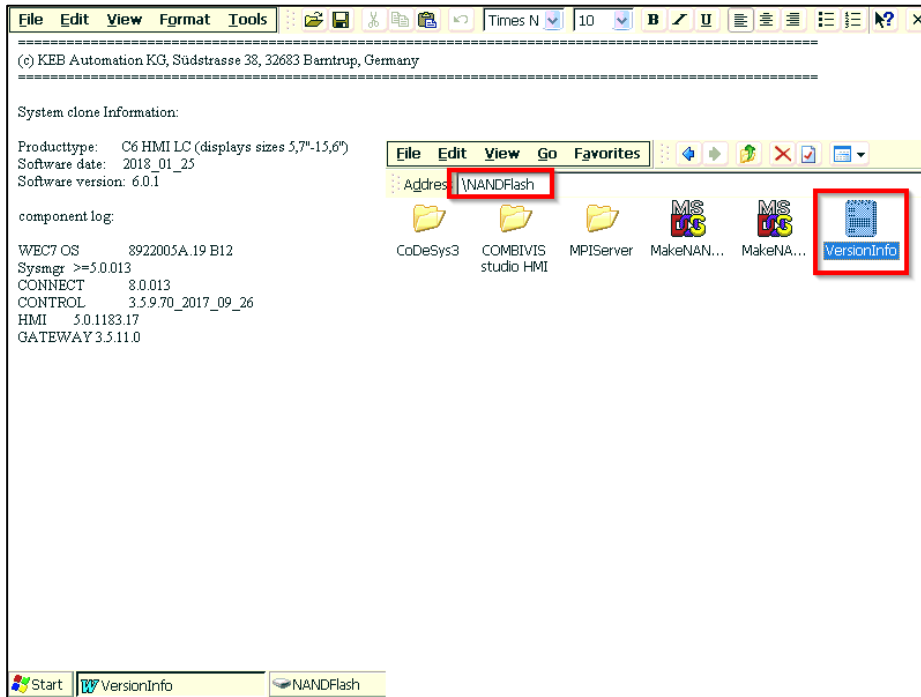 File Edit View Format Tools Times N 10 B I U
================================================================================
(c) KEB Automation KG, Südstrasse 38, 32683 Barntrup, Germany
================================================================================
System clone Information:
Producttype: C6 HMI LC (displays sizes 5,7"-15,6")
Software date: 2018_01_25
Software version: 6.0.1
component log:
WEC7 OS 8922005A.19 B12
Sysmgr >=5.0.013
CONNECT 8.0.013
CONTROL 3.5.9.70_2017_09_26
HMI 5.0.1183.17
GATEWAY 3.5.11.0
File Edit View Go Favorites
Address \NANDFlash
MS DOS MS DOS
CoDeSys3 COMBIVIS studio HMI MPIServer MakeNAN... MakeNA... VersionInfo
Start VersionInfo NANDFlash